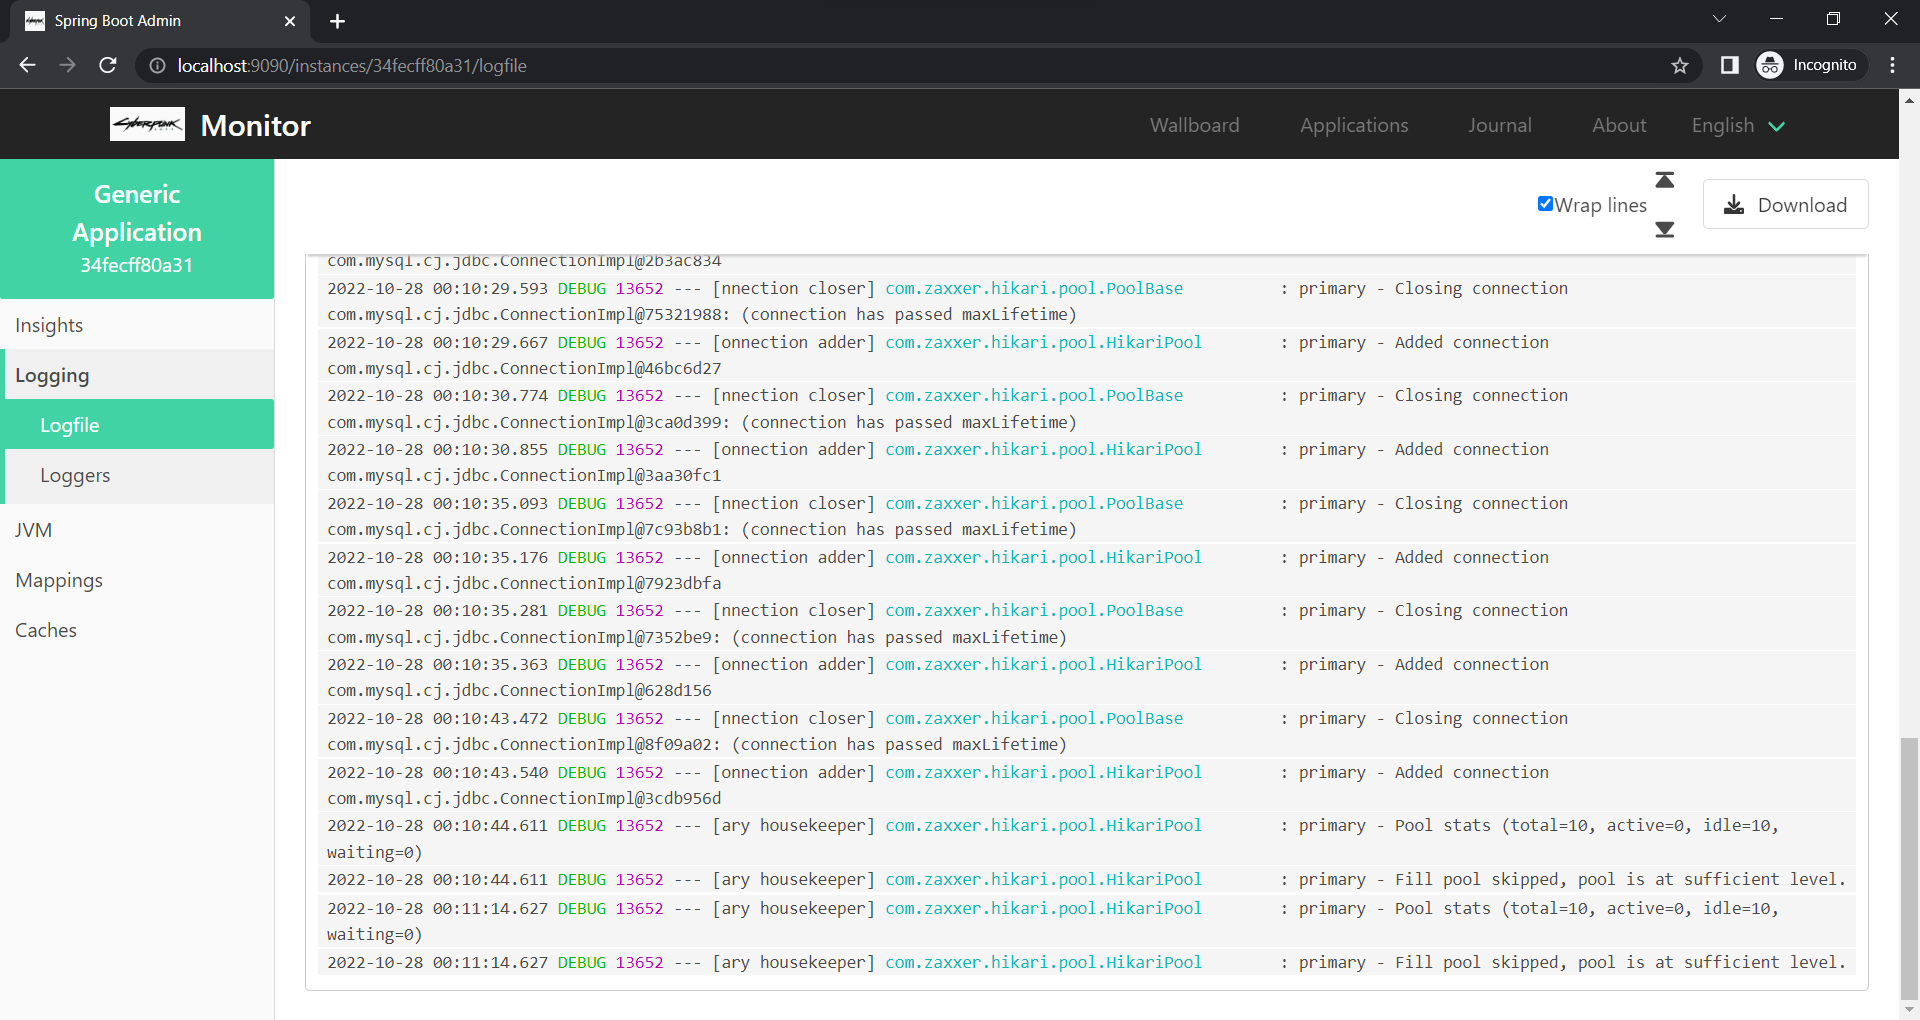 Spring Boot Admin
localhost:9090/instances/34fecff80a31/logfile
Incognito
CYBERPUNK
Monitor
Wallboard
Applications
Journal
About
English
Generic
Application
34fecff80a31
Insights
Logging
Logfile
Loggers
JVM
Mappings
Caches
Wrap lines
Download
com.mysql.cj.jdbc.ConnectionImpl@2b3ac834
2022-10-28 00:10:29.593 DEBUG 13652 --- [nnection closer] com.zaxxer.hikari.pool.PoolBase : primary - Closing connection
com.mysql.cj.jdbc.ConnectionImpl@75321988: (connection has passed maxLifetime)
2022-10-28 00:10:29.667 DEBUG 13652 --- [onnection adder] com.zaxxer.hikari.pool.HikariPool : primary - Added connection
com.mysql.cj.jdbc.ConnectionImpl@46bc6d27
2022-10-28 00:10:30.774 DEBUG 13652 --- [nnection closer] com.zaxxer.hikari.pool.PoolBase : primary - Closing connection
com.mysql.cj.jdbc.ConnectionImpl@3ca0d399: (connection has passed maxLifetime)
2022-10-28 00:10:30.855 DEBUG 13652 --- [onnection adder] com.zaxxer.hikari.pool.HikariPool : primary - Added connection
com.mysql.cj.jdbc.ConnectionImpl@3aa30fc1
2022-10-28 00:10:35.093 DEBUG 13652 --- [nnection closer] com.zaxxer.hikari.pool.PoolBase : primary - Closing connection
com.mysql.cj.jdbc.ConnectionImpl@7c93b8b1: (connection has passed maxLifetime)
2022-10-28 00:10:35.176 DEBUG 13652 --- [onnection adder] com.zaxxer.hikari.pool.HikariPool : primary - Added connection
com.mysql.cj.jdbc.ConnectionImpl@7923dbfa
2022-10-28 00:10:35.281 DEBUG 13652 --- [nnection closer] com.zaxxer.hikari.pool.PoolBase : primary - Closing connection
com.mysql.cj.jdbc.ConnectionImpl@7352be9: (connection has passed maxLifetime)
2022-10-28 00:10:35.363 DEBUG 13652 --- [onnection adder] com.zaxxer.hikari.pool.HikariPool : primary - Added connection
com.mysql.cj.jdbc.ConnectionImpl@628d156
2022-10-28 00:10:43.472 DEBUG 13652 --- [nnection closer] com.zaxxer.hikari.pool.PoolBase : primary - Closing connection
com.mysql.cj.jdbc.ConnectionImpl@8f09a02: (connection has passed maxLifetime)
2022-10-28 00:10:43.540 DEBUG 13652 --- [onnection adder] com.zaxxer.hikari.pool.HikariPool : primary - Added connection
com.mysql.cj.jdbc.ConnectionImpl@3cdb956d
2022-10-28 00:10:44.611 DEBUG 13652 --- [ary housekeeper] com.zaxxer.hikari.pool.HikariPool : primary - Pool stats (total=10, active=0, idle=10,
waiting=0)
2022-10-28 00:10:44.611 DEBUG 13652 --- [ary housekeeper] com.zaxxer.hikari.pool.HikariPool : primary - Fill pool skipped, pool is at sufficient level.
2022-10-28 00:11:14.627 DEBUG 13652 --- [ary housekeeper] com.zaxxer.hikari.pool.HikariPool : primary - Pool stats (total=10, active=0, idle=10,
waiting=0)
2022-10-28 00:11:14.627 DEBUG 13652 --- [ary housekeeper] com.zaxxer.hikari.pool.HikariPool : primary - Fill pool skipped, pool is at sufficient level.